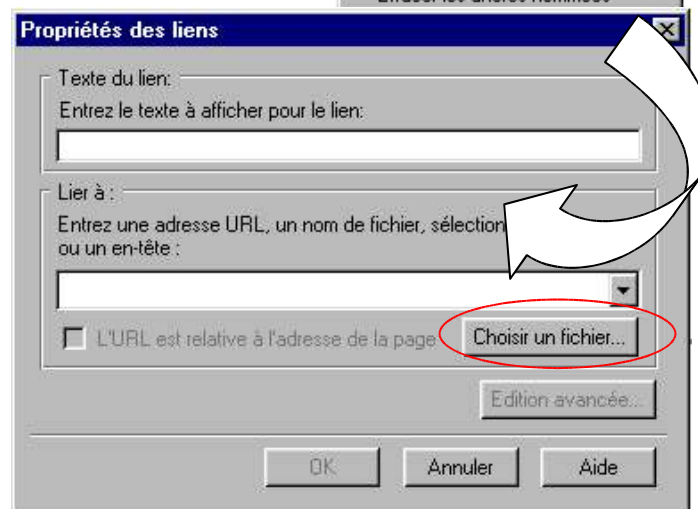 Propriétés des liens
Texte du lien:
Entrez le texte à afficher pour le lien:
Lier à :
Entrez une adresse URL, un nom de fichier,
ou un en-tête :
L'URL est relative à l'adresse de la page
Choisir un fichier...
Edition avancée...
OK
Annuler
Aide